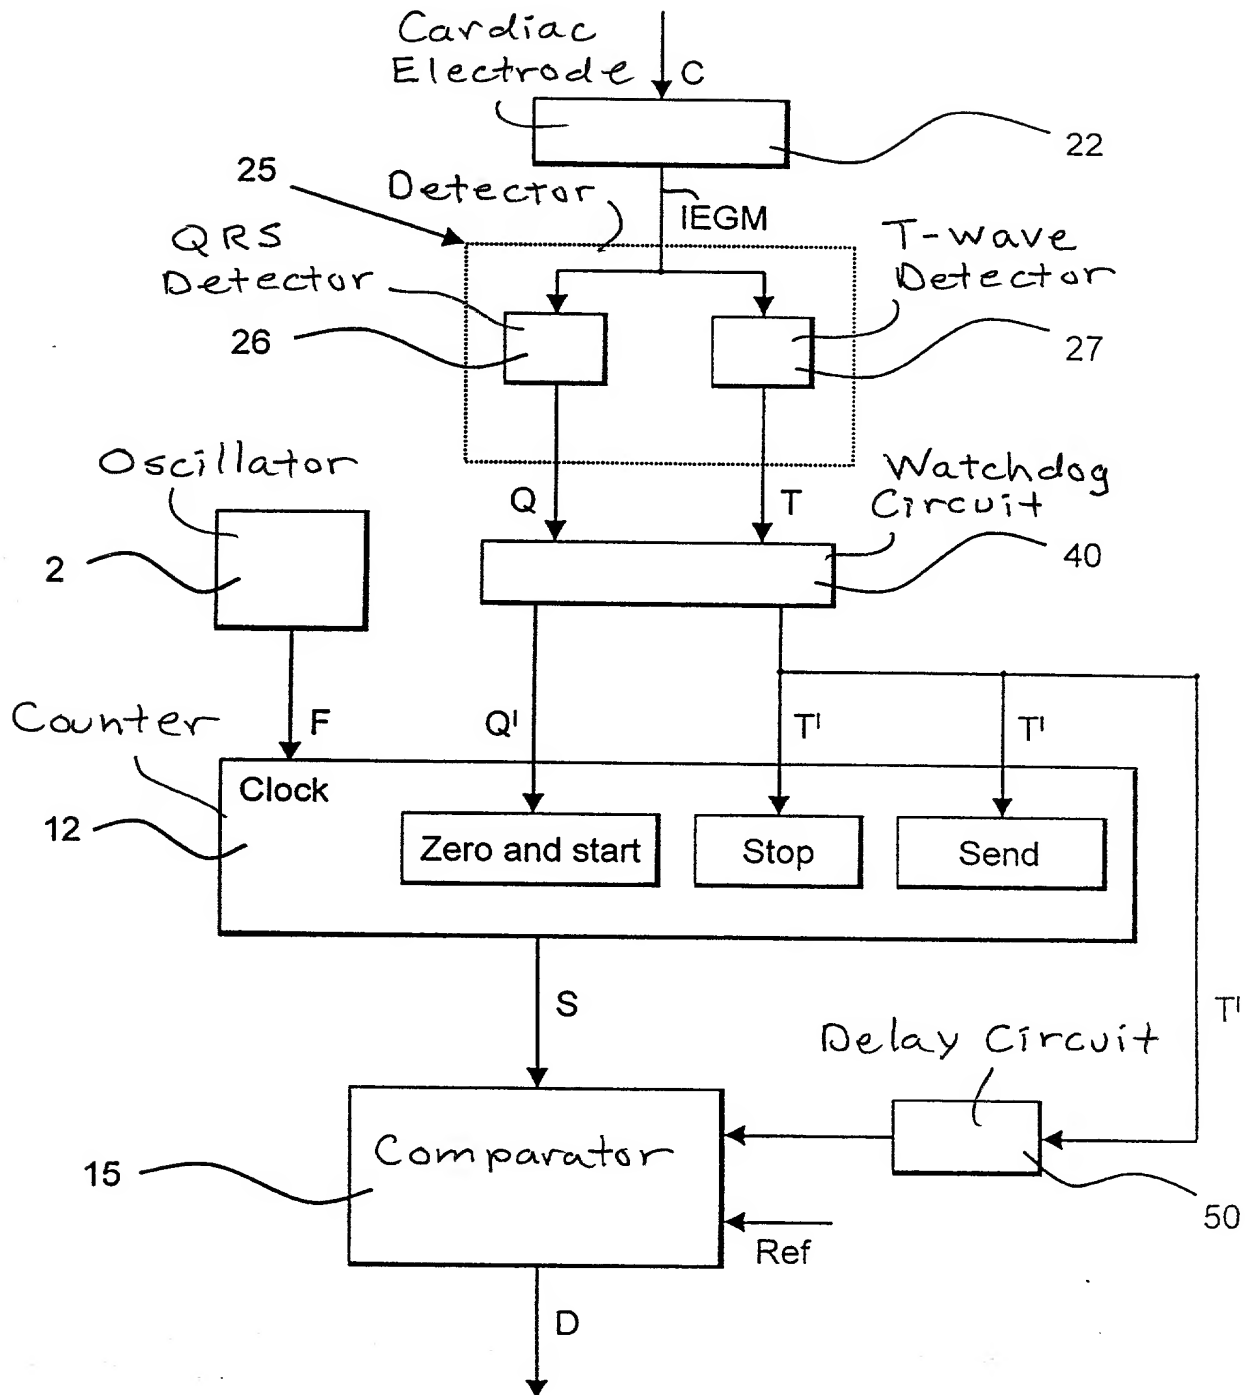 Cardiac
Electrode
C
22
25
Detector
IEGM
QRS
Detector
T-wave
Detector
26
27
Oscillator
Q
T
Watchdog
Circuit
2
40
Counter
F
Q'
T'
T'
Clock
12
Zero and start
Stop
Send
S
T'
Delay Circuit
Comparator
15
50
Ref
D